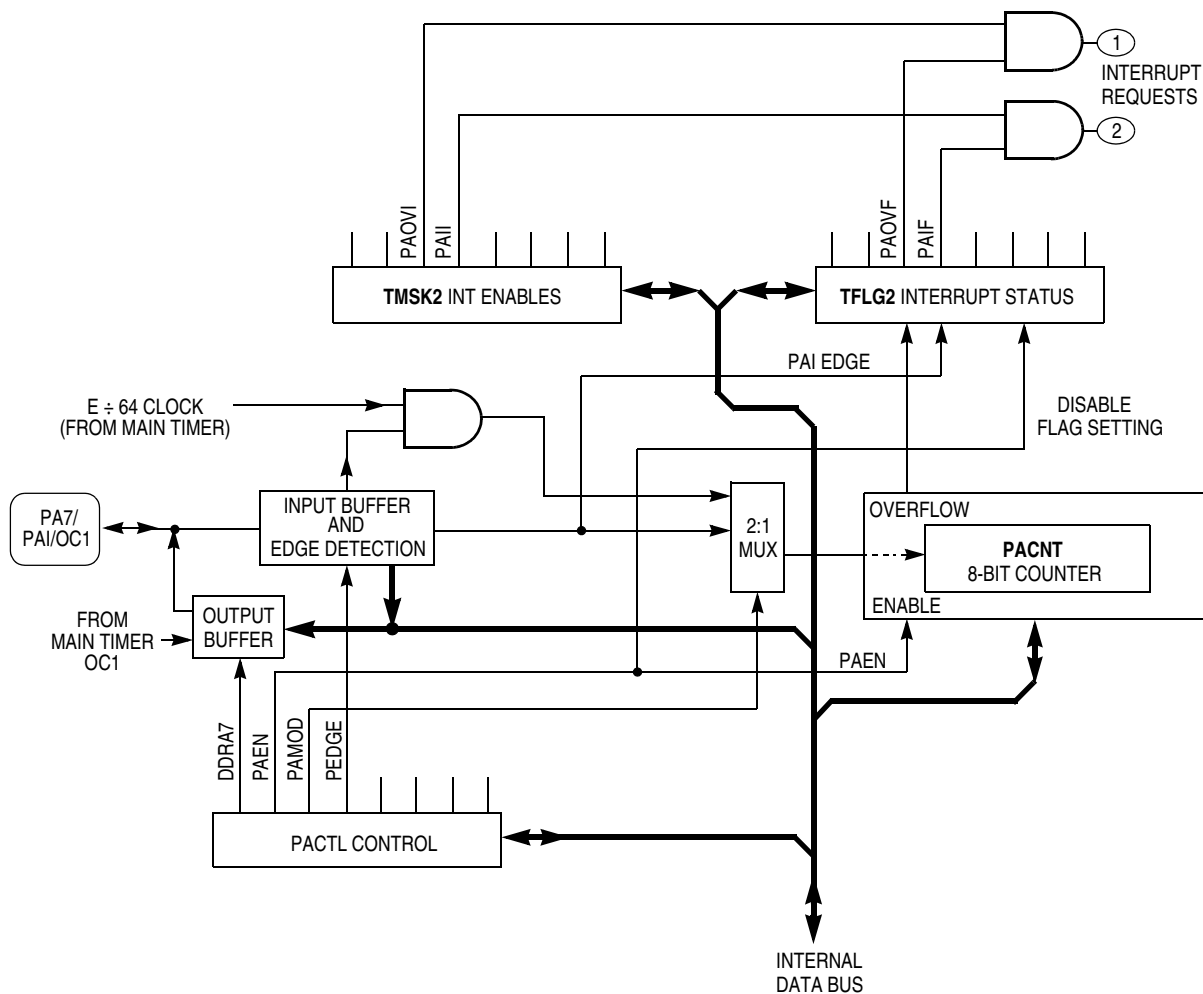 1
INTERRUPT
REQUESTS
2
PAOVI
PAII
PAOVF
PAIF
TMSK2 INT ENABLES
TFLG2 INTERRUPT STATUS
PAI EDGE
E ÷ 64 CLOCK
(FROM MAIN TIMER)
DISABLE
FLAG SETTING
PA7/
PAI/OC1
INPUT BUFFER
AND
EDGE DETECTION
2:1
MUX
OVERFLOW
PACNT
8-BIT COUNTER
ENABLE
FROM
MAIN TIMER
OC1
OUTPUT
BUFFER
PAEN
DDRA7
PAEN
PAMOD
PEDGE
PACTL CONTROL
INTERNAL
DATA BUS